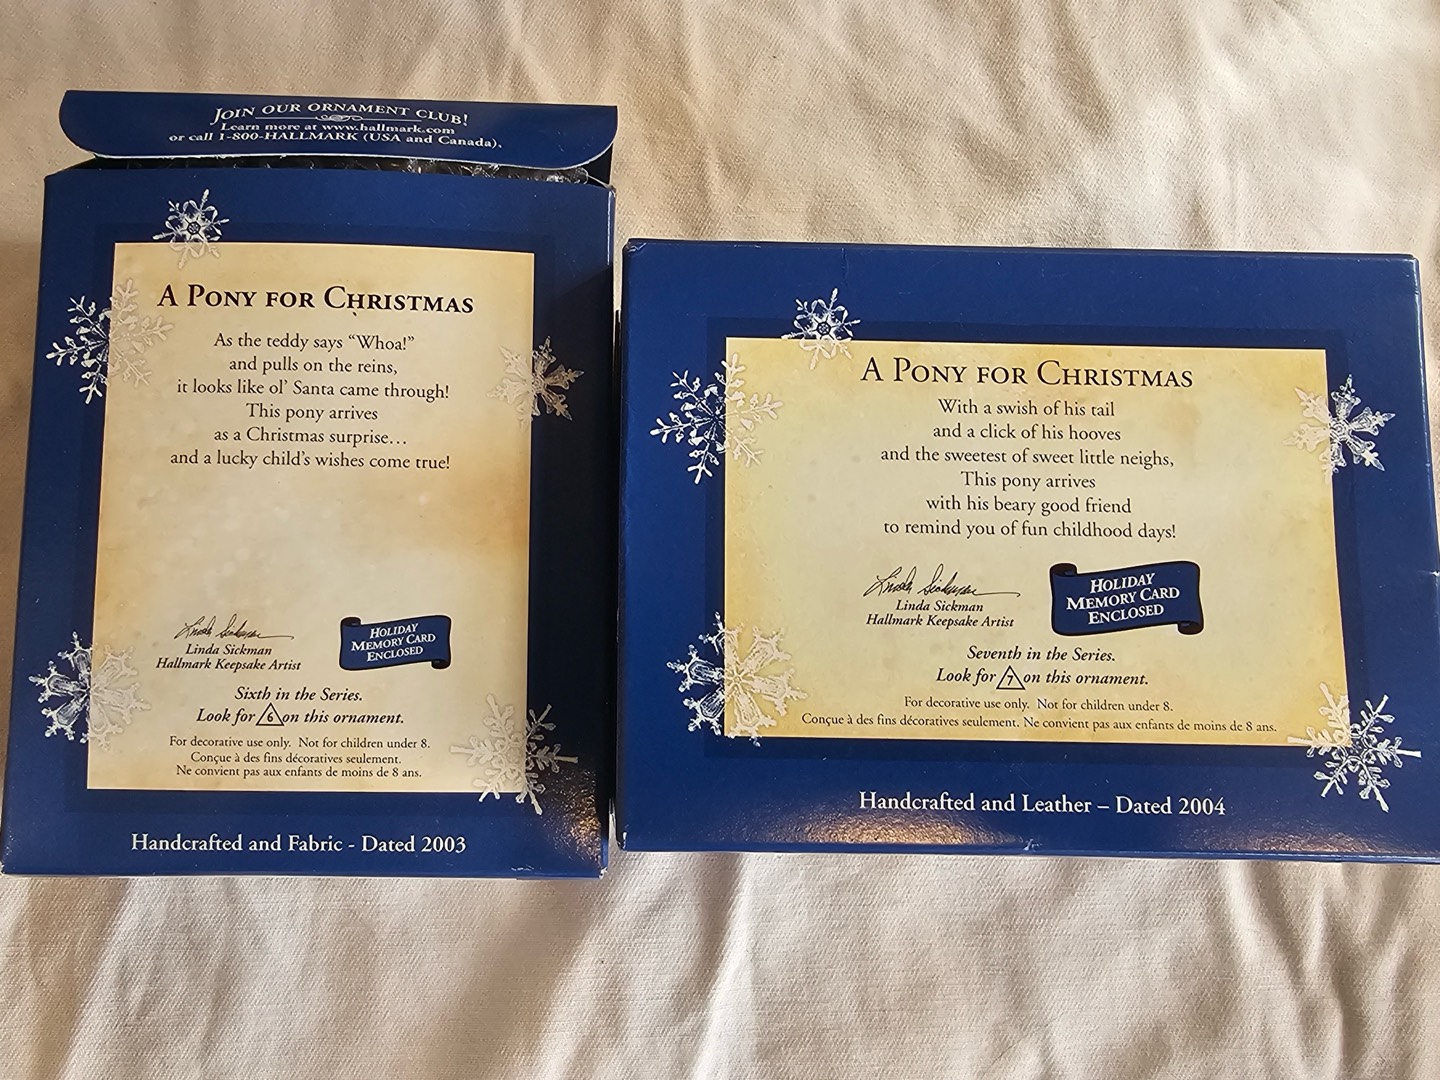 JOIN OUR ORNAMENT CLUB!
Learn more at www.hallmark.com
or call 1-800-HALLMARK (USA and Canada).
A PONY FOR CHRISTMAS
As the teddy says “Whoa!”
and pulls on the reins,
it looks like ol’ Santa came through!
This pony arrives
as a Christmas surprise…
and a lucky child’s wishes come true!
Linda Sickman
Linda Sickman
Hallmark Keepsake Artist
HOLIDAY
MEMORY CARD
ENCLOSED
Sixth in the Series.
Look for 6 on this ornament.
For decorative use only. Not for children under 8.
Conçue à des fins décoratives seulement.
Ne convient pas aux enfants de moins de 8 ans.
Handcrafted and Fabric - Dated 2003
A PONY FOR CHRISTMAS
With a swish of his tail
and a click of his hooves
and the sweetest of sweet little neighs,
This pony arrives
with his beary good friend
to remind you of fun childhood days!
Linda Sickman
Linda Sickman
Hallmark Keepsake Artist
HOLIDAY
MEMORY CARD
ENCLOSED
Seventh in the Series.
Look for 7 on this ornament.
For decorative use only. Not for children under 8.
Conçue à des fins décoratives seulement. Ne convient pas aux enfants de moins de 8 ans.
Handcrafted and Leather – Dated 2004